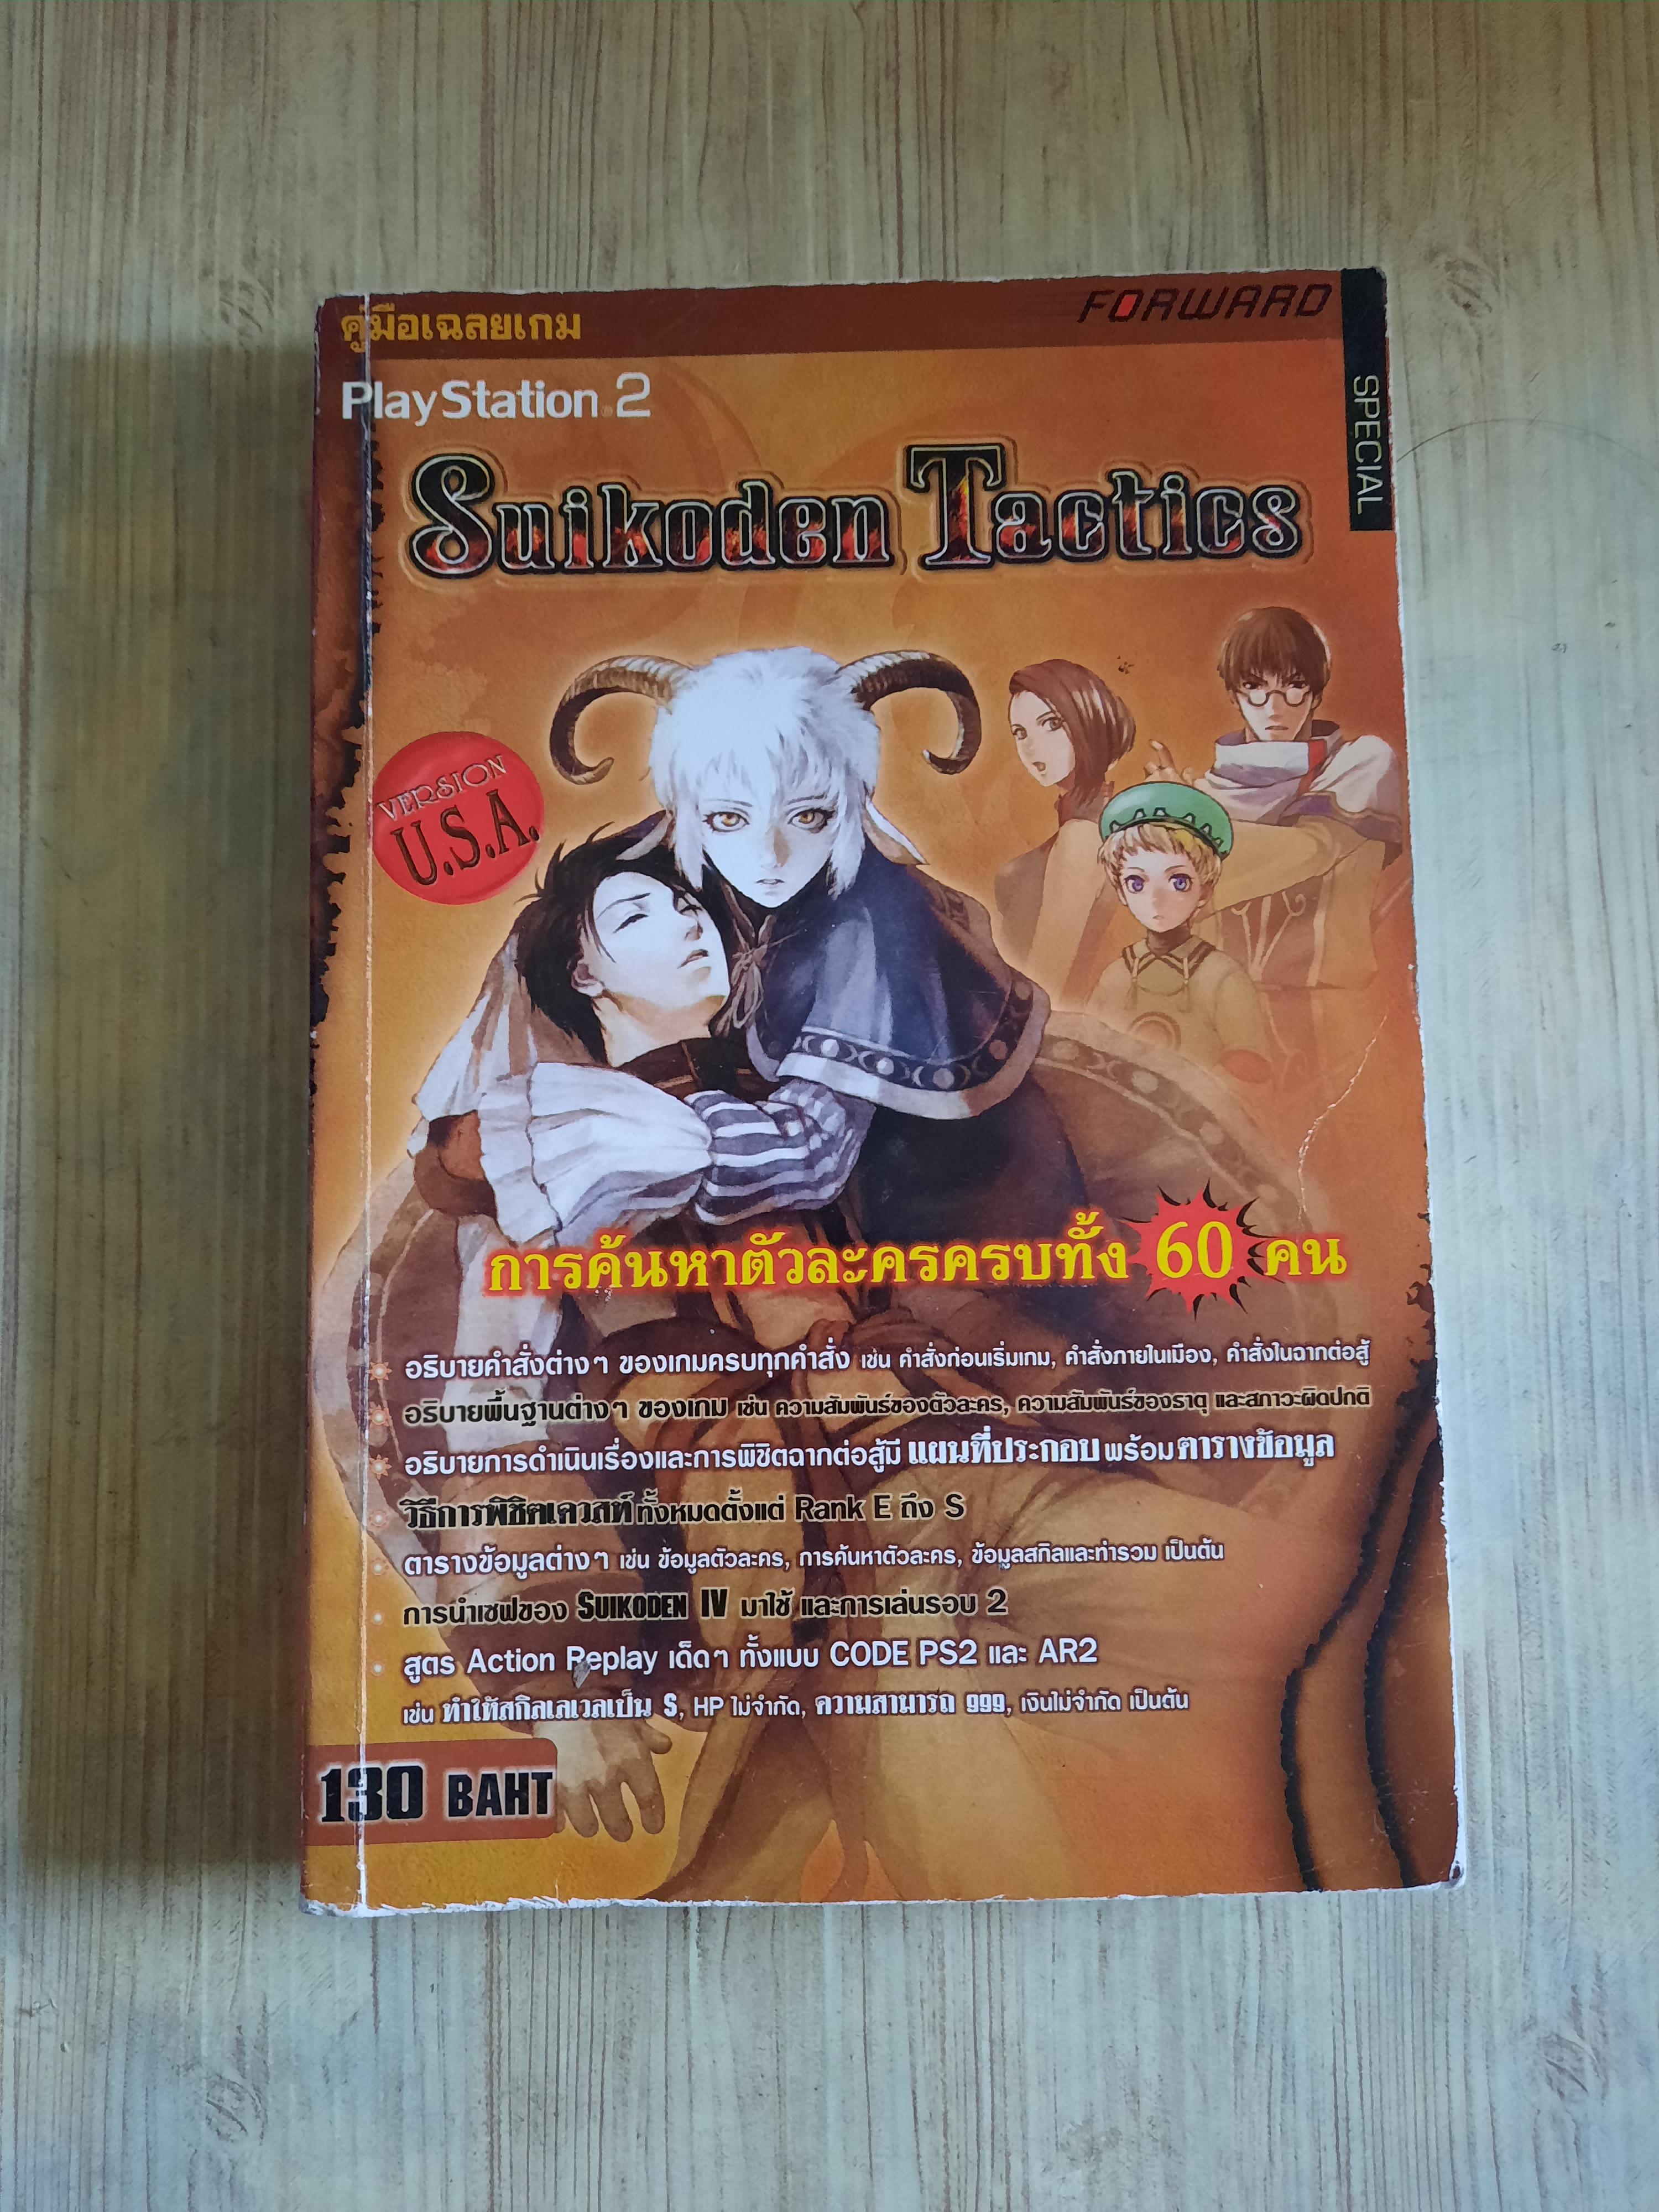 คู่มือเฉลยเกม
FORWARD
SPECIAL
PlayStation®2
Suikoden Tactics
VERSION
U.S.A.
การค้นหาตัวละครครบทั้ง 60 คน
อธิบายคำสั่งต่างๆ ของเกมครบทุกคำสั่ง เช่น คำสั่งก่อนเริ่มเกม, คำสั่งภายในเมือง, คำสั่งในฉากต่อสู้
อธิบายพื้นฐานต่างๆ ของเกม เช่น ความสัมพันธ์ของตัวละคร, ความสัมพันธ์ของธาตุ และสภาวะผิดปกติ
อธิบายการดำเนินเรื่องและการพิชิตฉากต่อสู้มี แผนที่ประกอบ พร้อม ตารางข้อมูล
วิธีการพิชิตเควสท์ทั้งหมดตั้งแต่ Rank E ถึง S
ตารางข้อมูลต่างๆ เช่น ข้อมูลตัวละคร, การค้นหาตัวละคร, ข้อมูลสกิลและท่ารวม เป็นต้น
การนำเซฟของ SUIKODEN IV มาใช้ และการเล่นรอบ 2
สูตร Action Replay เด็ดๆ ทั้งแบบ CODE PS2 และ AR2
เช่น ทำให้สกิลเลเวลเป็น S, HP ไม่จำกัด, ความสามารถ 999, เงินไม่จำกัด เป็นต้น
130 BAHT